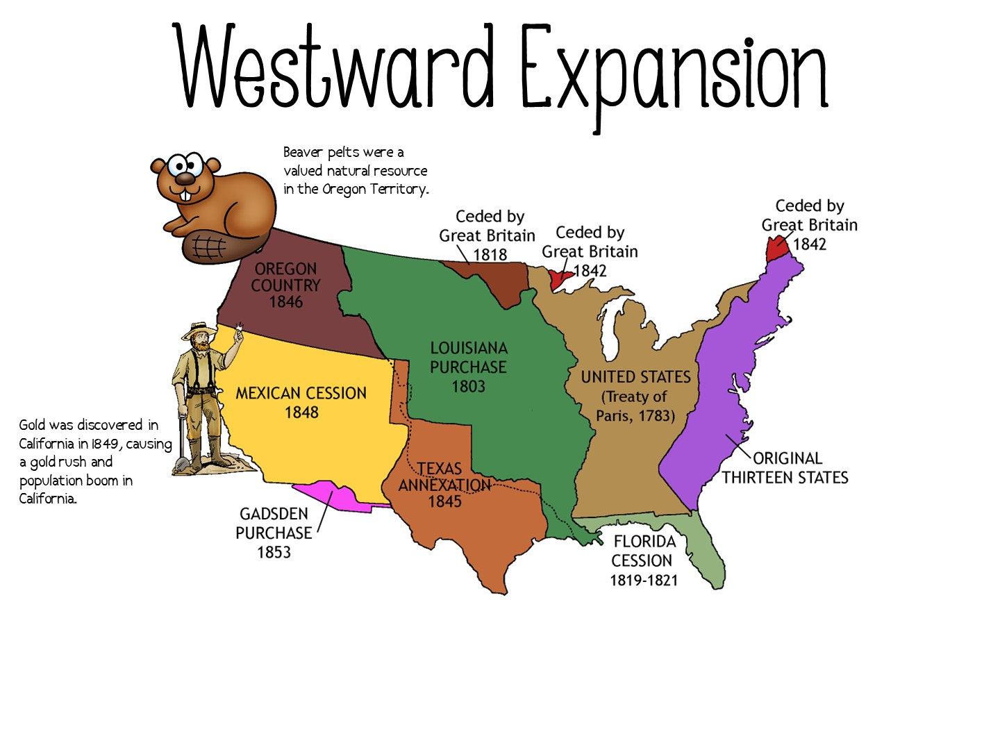 Westward Expansion
Beaver pelts were a
valued natural resource
in the Oregon Territory.
Ceded by
Great Britain
1818
Ceded by
Great Britain
1842
Ceded by
Great Britain
1842
OREGON
COUNTRY
1846
LOUISIANA
PURCHASE
1803
UNITED STATES
(Treaty of
Paris, 1783)
MEXICAN CESSION
1848
Gold was discovered in
California in 1849, causing
a gold rush and
population boom in
California.
TEXAS
ANNEXATION
1845
ORIGINAL
THIRTEEN STATES
GADSDEN
PURCHASE
1853
FLORIDA
CESSION
1819-1821